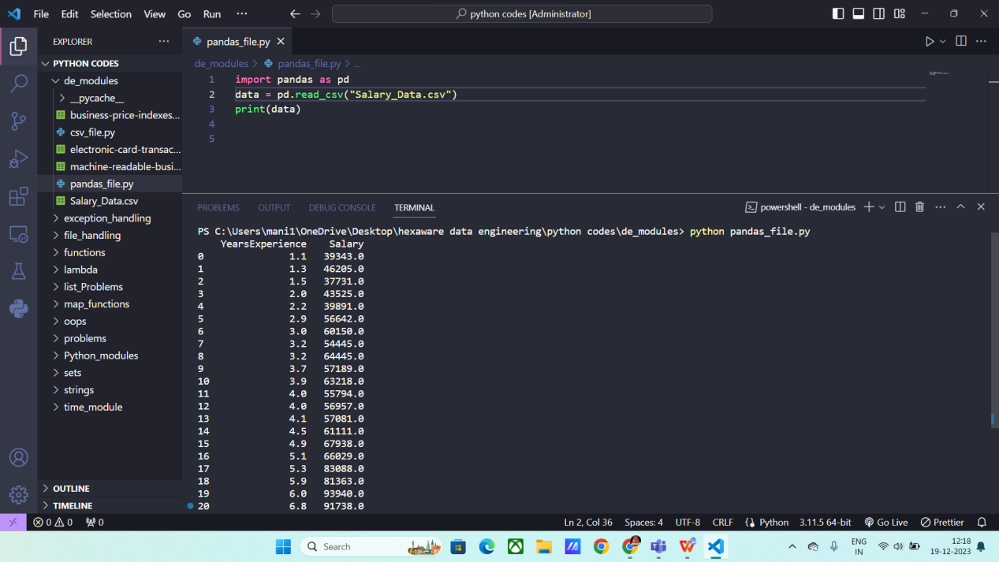 File Edit Selection View Go Run ··· python codes [Administrator]
EXPLORER ···
PYTHON CODES
de_modules
__pycache__
business-price-indexes...
csv_file.py
electronic-card-transac...
machine-readable-busi...
pandas_file.py
Salary_Data.csv
exception_handling
file_handling
functions
lambda
list_Problems
map_functions
oops
problems
Python_modules
sets
strings
time_module
OUTLINE
TIMELINE
pandas_file.py
de_modules > pandas_file.py > ...
1 import pandas as pd
2 data = pd.read_csv("Salary_Data.csv")
3 print(data)
4
5
PROBLEMS OUTPUT DEBUG CONSOLE TERMINAL powershell - de_modules
PS C:\Users\mani1\OneDrive\Desktop\hexaware data engineering\python codes\de_modules> python pandas_file.py
YearsExperience Salary
0 1.1 39343.0
1 1.3 46205.0
2 1.5 37731.0
3 2.0 43525.0
4 2.2 39891.0
5 2.9 56642.0
6 3.0 60150.0
7 3.2 54445.0
8 3.2 64445.0
9 3.7 57189.0
10 3.9 63218.0
11 4.0 55794.0
12 4.0 56957.0
13 4.1 57081.0
14 4.5 61111.0
15 4.9 67938.0
16 5.1 66029.0
17 5.3 83088.0
18 5.9 81363.0
19 6.0 93940.0
20 6.8 91738.0
0 0 0 Ln 2, Col 36 Spaces: 4 UTF-8 CRLF Python 3.11.5 64-bit Go Live Prettier
Search
ENG
IN
12:18
19-12-2023